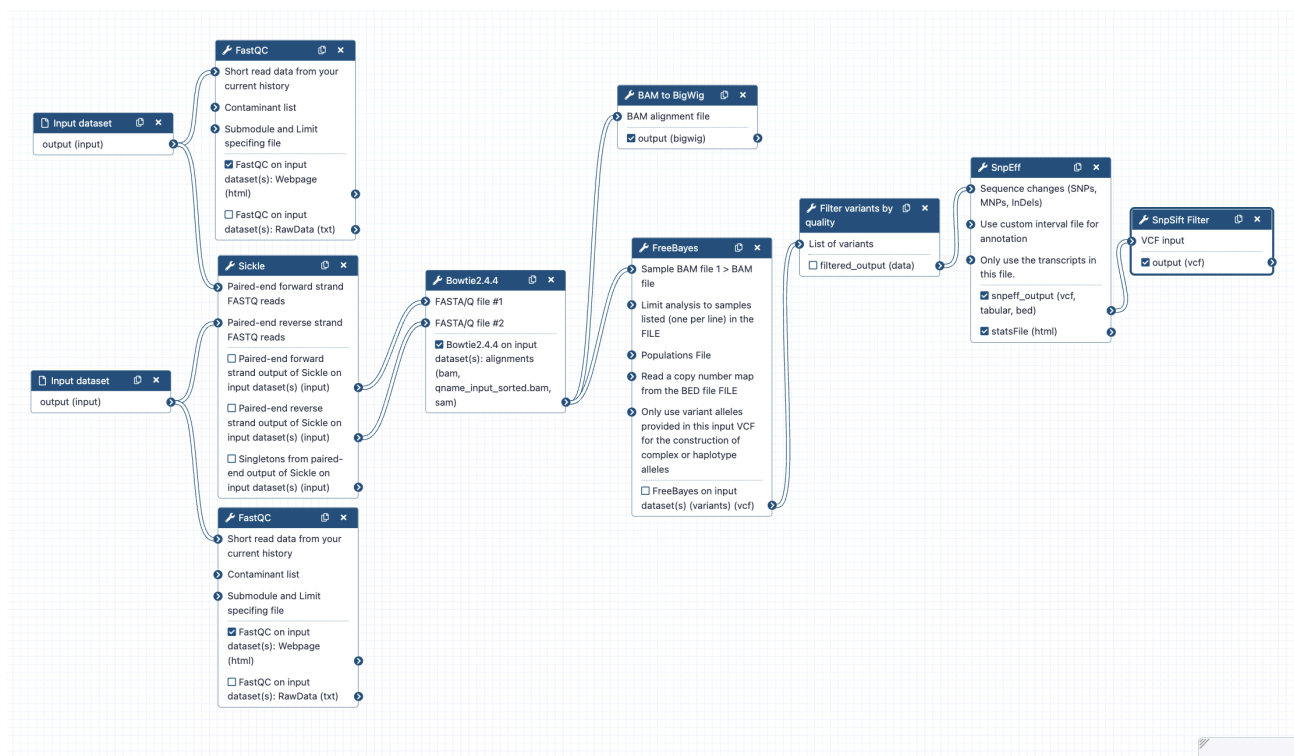 Input dataset
output (input)
FastQC
Short read data from your
current history
Contaminant list
Submodule and Limit
specifing file
FastQC on input
dataset(s): Webpage
(html)
FastQC on input
dataset(s): RawData (txt)
Sickle
Paired-end forward strand
FASTQ reads
Paired-end reverse strand
FASTQ reads
Paired-end forward
strand output of Sickle on
input dataset(s) (input)
Paired-end reverse
strand output of Sickle on
input dataset(s) (input)
Singletons from paired-
end output of Sickle on
input dataset(s) (input)
Input dataset
output (input)
FastQC
Short read data from your
current history
Contaminant list
Submodule and Limit
specifing file
FastQC on input
dataset(s): Webpage
(html)
FastQC on input
dataset(s): RawData (txt)
Bowtie2.4.4
FASTA/Q file #1
FASTA/Q file #2
Bowtie2.4.4 on input
dataset(s): alignments
(bam,
qname_input_sorted.bam,
sam)
BAM to BigWig
BAM alignment file
output (bigwig)
FreeBayes
Sample BAM file 1 > BAM
file
Limit analysis to samples
listed (one per line) in the
FILE
Populations File
Read a copy number map
from the BED file FILE
Only use variant alleles
provided in this input VCF
for the construction of
complex or haplotype
alleles
FreeBayes on input
dataset(s) (variants) (vcf)
Filter variants by
quality
List of variants
filtered_output (data)
SnpEff
Sequence changes (SNPs,
MNPs, InDels)
Use custom interval file for
annotation
Only use the transcripts in
this file.
snpeff_output (vcf,
tabular, bed)
statsFile (html)
SnpSift Filter
VCF input
output (vcf)